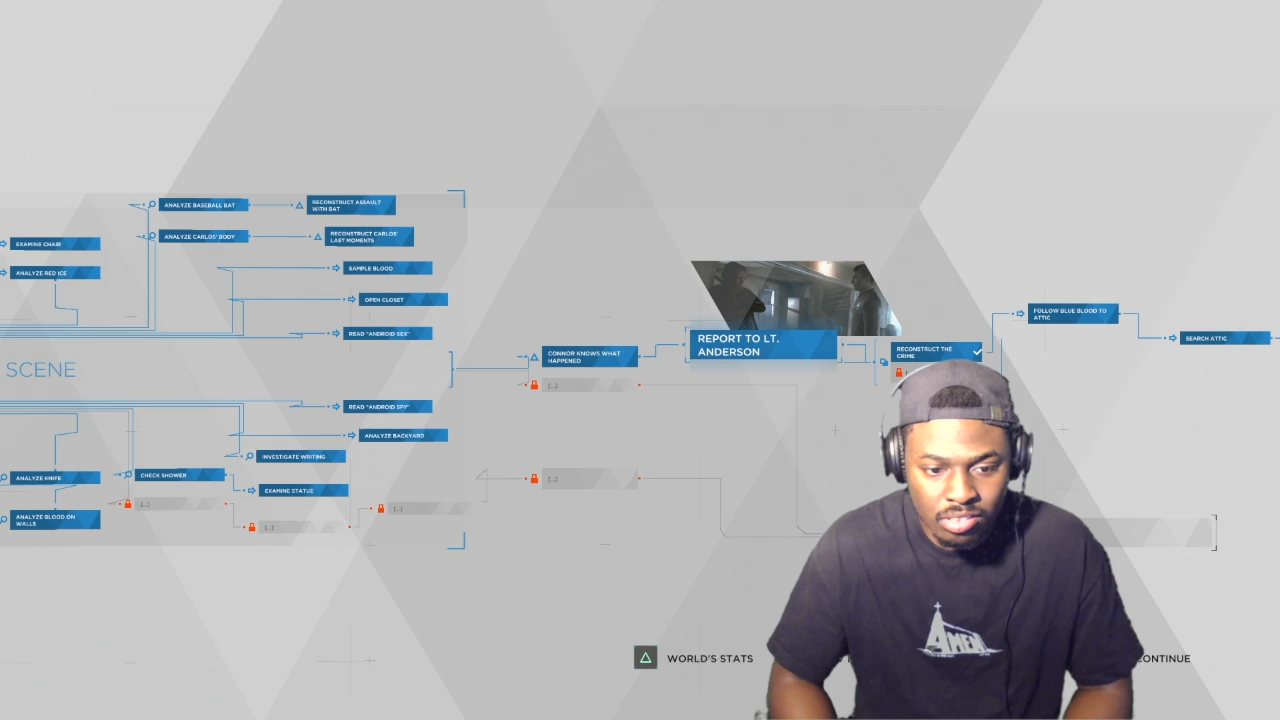 ANALYZE BASEBALL BAT
RECONSTRUCT ASSAULT
WITH BAT
ANALYZE CARLOS' BODY
RECONSTRUCT CARLOS'
LAST MOMENTS
EXAMINE CHAIR
ANALYZE RED ICE
SAMPLE BLOOD
OPEN CLOSET
READ "ANDROID SEX"
SCENE
CONNOR KNOWS WHAT
HAPPENED
[...]
REPORT TO LT.
ANDERSON
RECONSTRUCT THE
CRIME
FOLLOW BLUE BLOOD TO
ATTIC
SEARCH ATTIC
READ "ANDROID SPY"
ANALYZE BACKYARD
INVESTIGATE WRITING
ANALYZE KNIFE
CHECK SHOWER
EXAMINE STATUE
[...]
[...]
[...]
[...]
ANALYZE BLOOD ON
WALLS
AMEN
WORLD'S STATS
CONTINUE